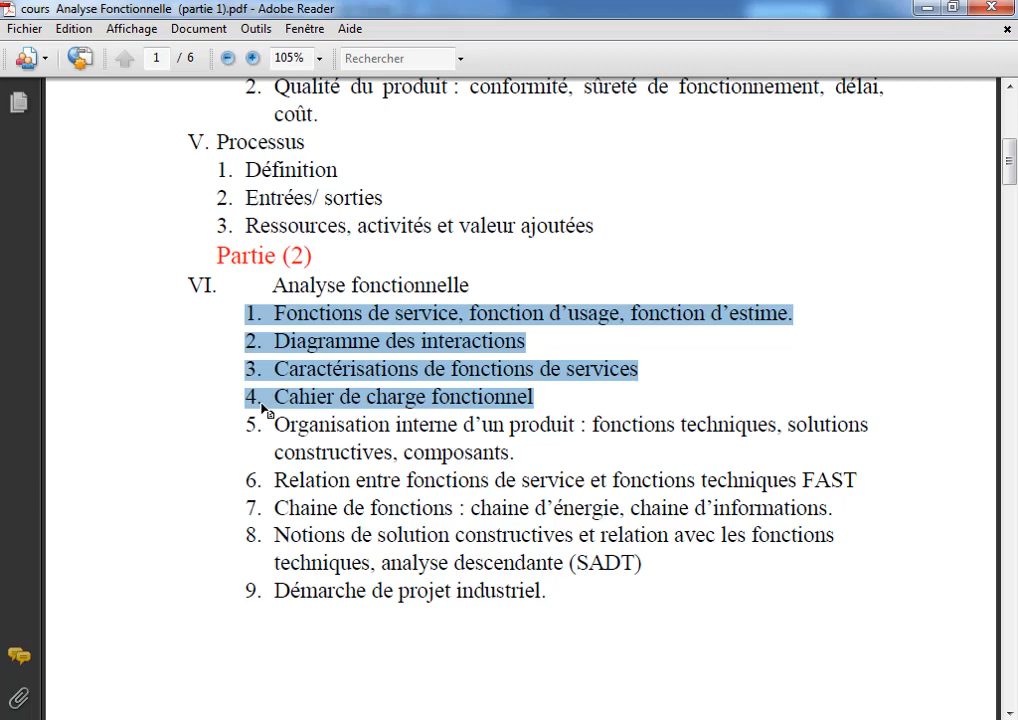 cours Analyse Fonctionnelle (partie 1).pdf - Adobe Reader
Fichier Edition Affichage Document Outils Fenêtre Aide
1 / 6 105% Rechercher
2. Qualité du produit : conformité, sûreté de fonctionnement, délai,
coût.
V. Processus
1. Définition
2. Entrées/ sorties
3. Ressources, activités et valeur ajoutées
Partie (2)
VI. Analyse fonctionnelle
1. Fonctions de service, fonction d’usage, fonction d’estime.
2. Diagramme des interactions
3. Caractérisations de fonctions de services
4. Cahier de charge fonctionnel
5. Organisation interne d’un produit : fonctions techniques, solutions
constructives, composants.
6. Relation entre fonctions de service et fonctions techniques FAST
7. Chaine de fonctions : chaine d’énergie, chaine d’informations.
8. Notions de solution constructives et relation avec les fonctions
techniques, analyse descendante (SADT)
9. Démarche de projet industriel.